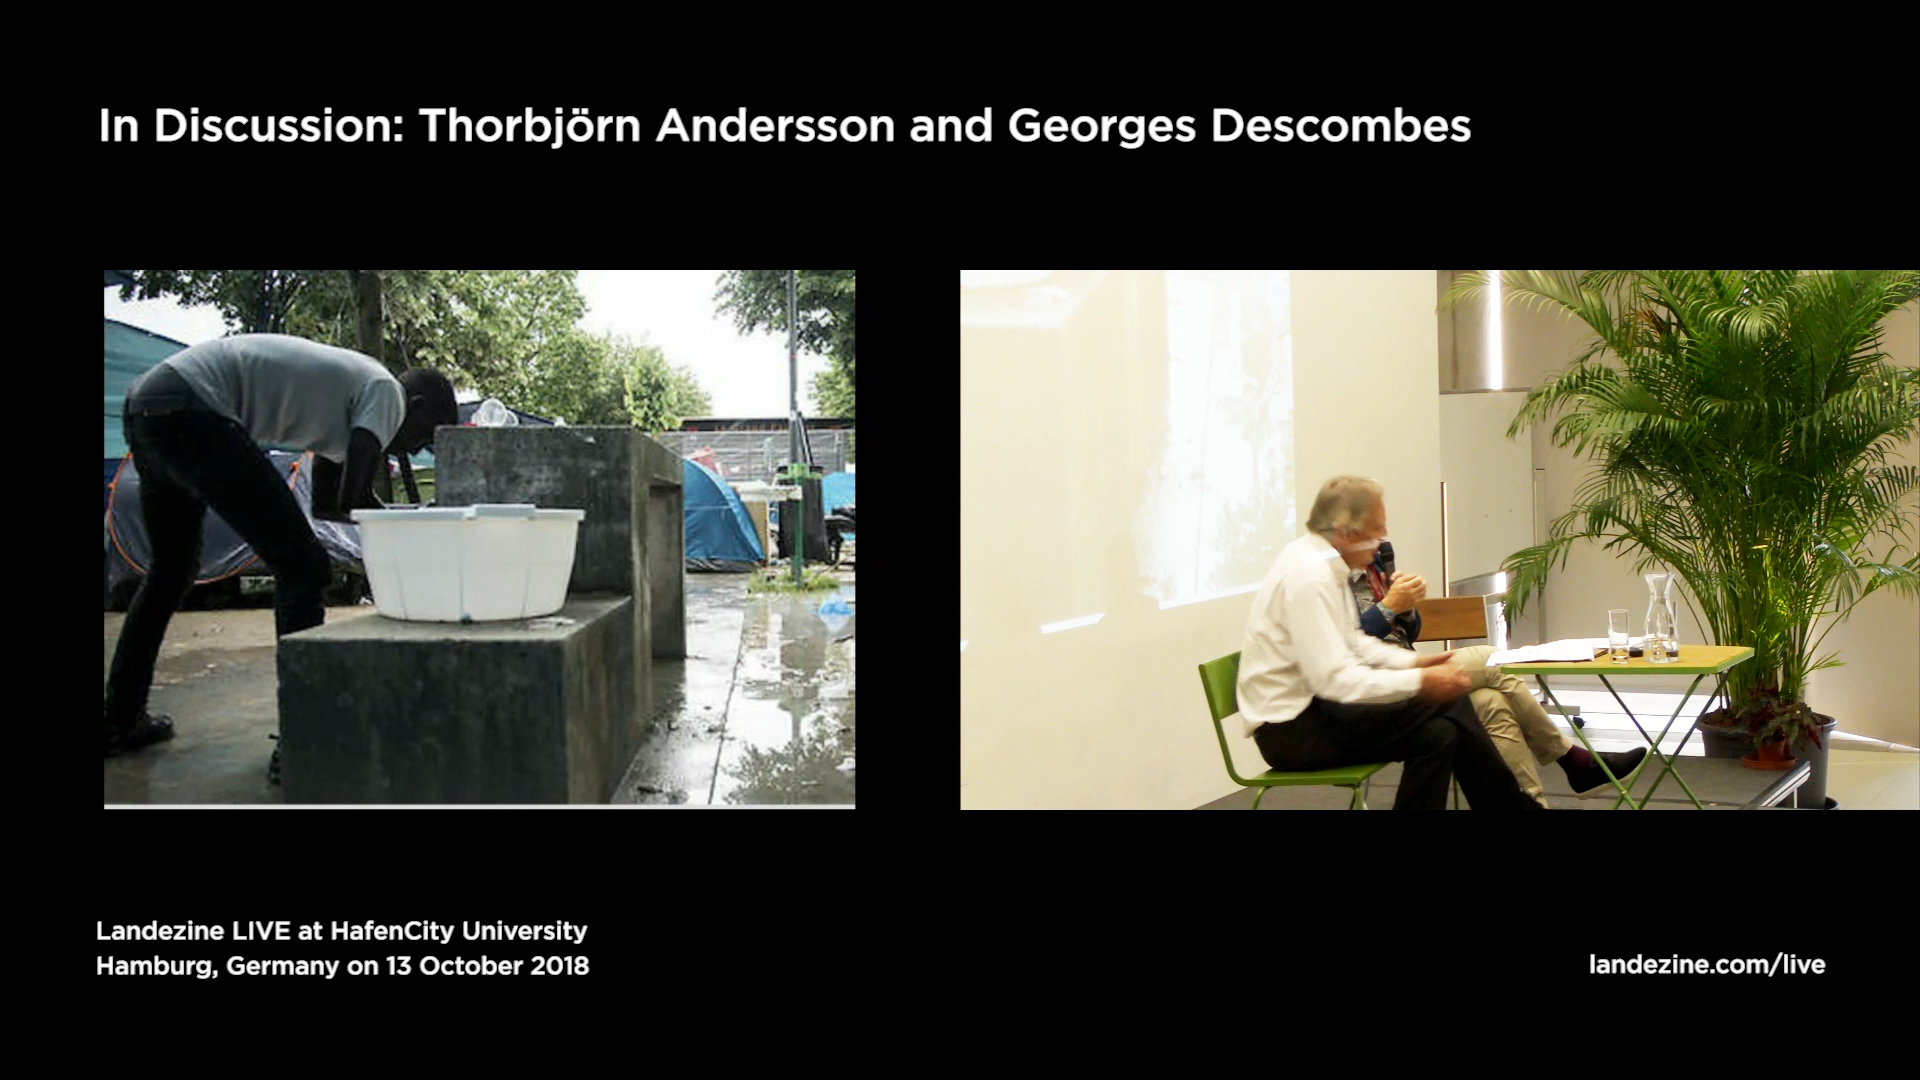 In Discussion: Thorbjörn Andersson and Georges Descombes
Landezine LIVE at HafenCity University
Hamburg, Germany on 13 October 2018
landezine.com/live